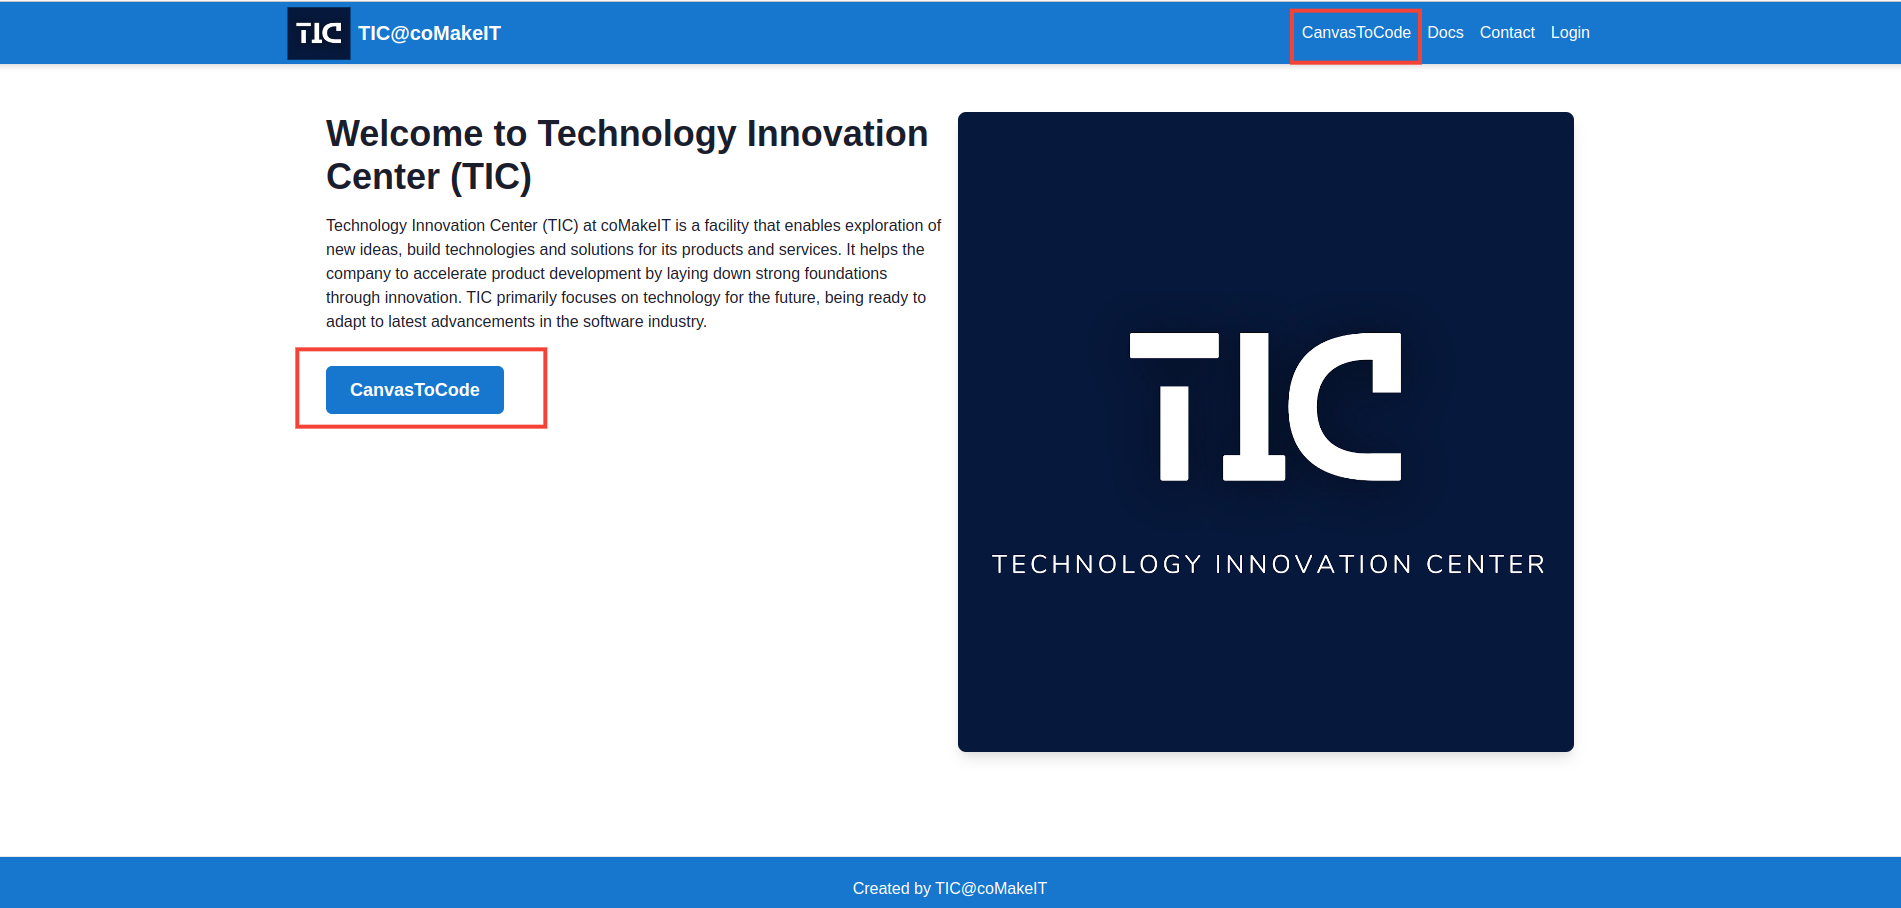 TIC
TIC@coMakeIT
CanvasToCode Docs Contact Login
Welcome to Technology Innovation
Center (TIC)
Technology Innovation Center (TIC) at coMakeIT is a facility that enables exploration of
new ideas, build technologies and solutions for its products and services. It helps the
company to accelerate product development by laying down strong foundations
through innovation. TIC primarily focuses on technology for the future, being ready to
adapt to latest advancements in the software industry.
CanvasToCode
TIC
TECHNOLOGY INNOVATION CENTER
Created by TIC@coMakeIT